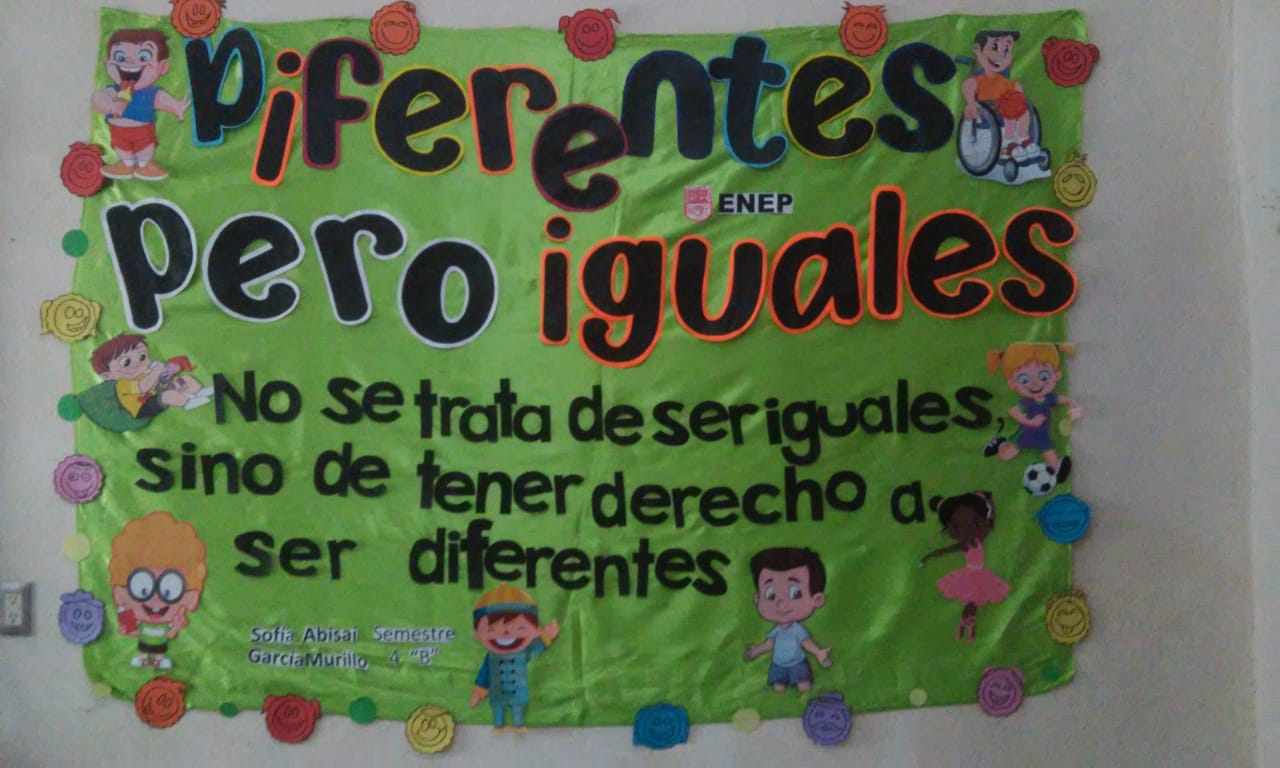 Diferentes
ENEP
pero iguales
No se trata de ser iguales,
sino de tener derecho a
ser diferentes
Sofía Abisai Semestre
García Murillo 4 "B"